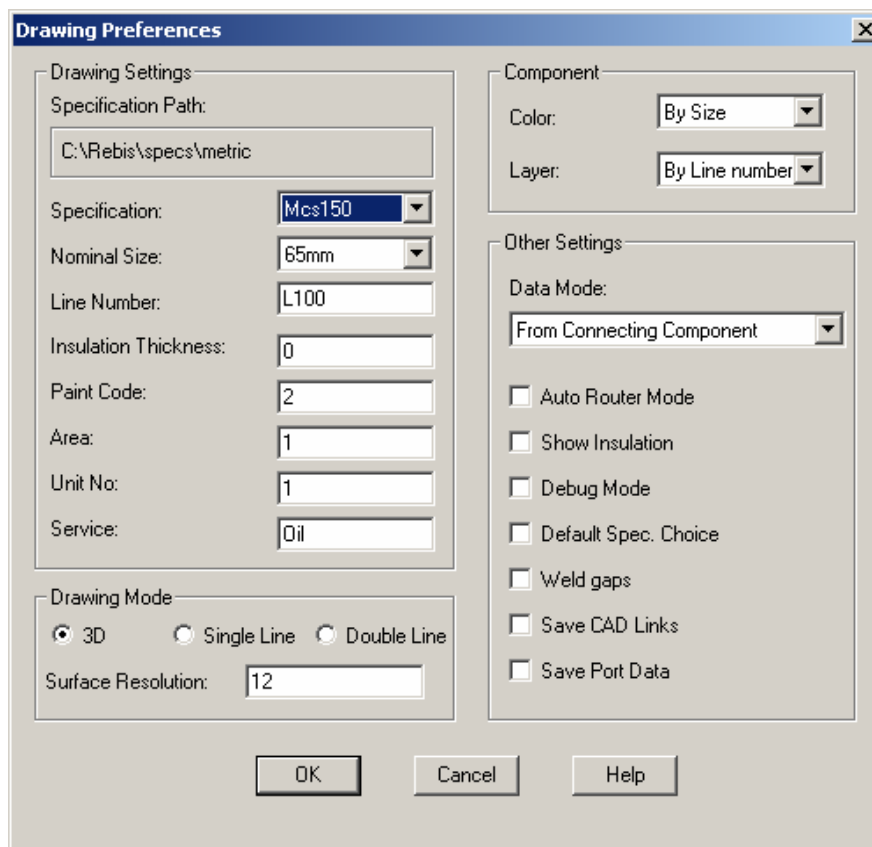 Drawing Preferences
Drawing Settings
Specification Path:
C:\Rebis\specs\metric
Specification: Mcs150
Nominal Size: 65mm
Line Number: L100
Insulation Thickness: 0
Paint Code: 2
Area: 1
Unit No: 1
Service: Oil
Drawing Mode
3D Single Line Double Line
Surface Resolution: 12
Component
Color: By Size
Layer: By Line number
Other Settings
Data Mode:
From Connecting Component
Auto Router Mode
Show Insulation
Debug Mode
Default Spec. Choice
Weld gaps
Save CAD Links
Save Port Data
OK Cancel Help